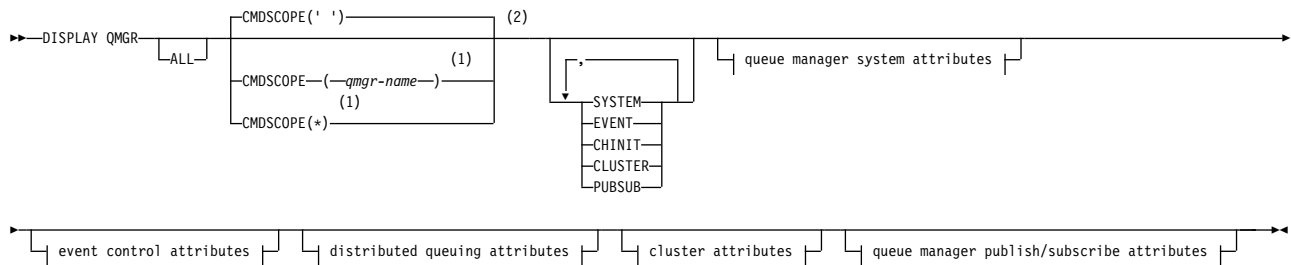 CMDSCOPE(' ') (2)
DISPLAY QMGR
ALL
queue manager system attributes
(1)
CMDSCOPE ( qmgr-name )
,
(1)
SYSTEM
CMDSCOPE(*)
EVENT
CHINIT
CLUSTER
PUBSUB
event control attributes distributed queuing attributes cluster attributes queue manager publish/subscribe attributes